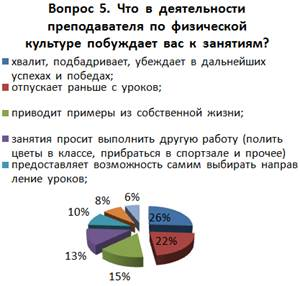 Вопрос 5. Что в деятельности
преподавателя по физической
культуре побуждает вас к занятиям?
хвалит, подбадривает, убеждает в дальнейших
успехах и победах;
отпускает раньше с уроков;
приводит примеры из собственной жизни;
занятия просит выполнить другую работу (полить
цветы в классе, прибраться в спортзале и прочее)
предоставляет возможность самим выбирать направ
ление уроков;
6%
8%
26%
10%
22%
13%
15%